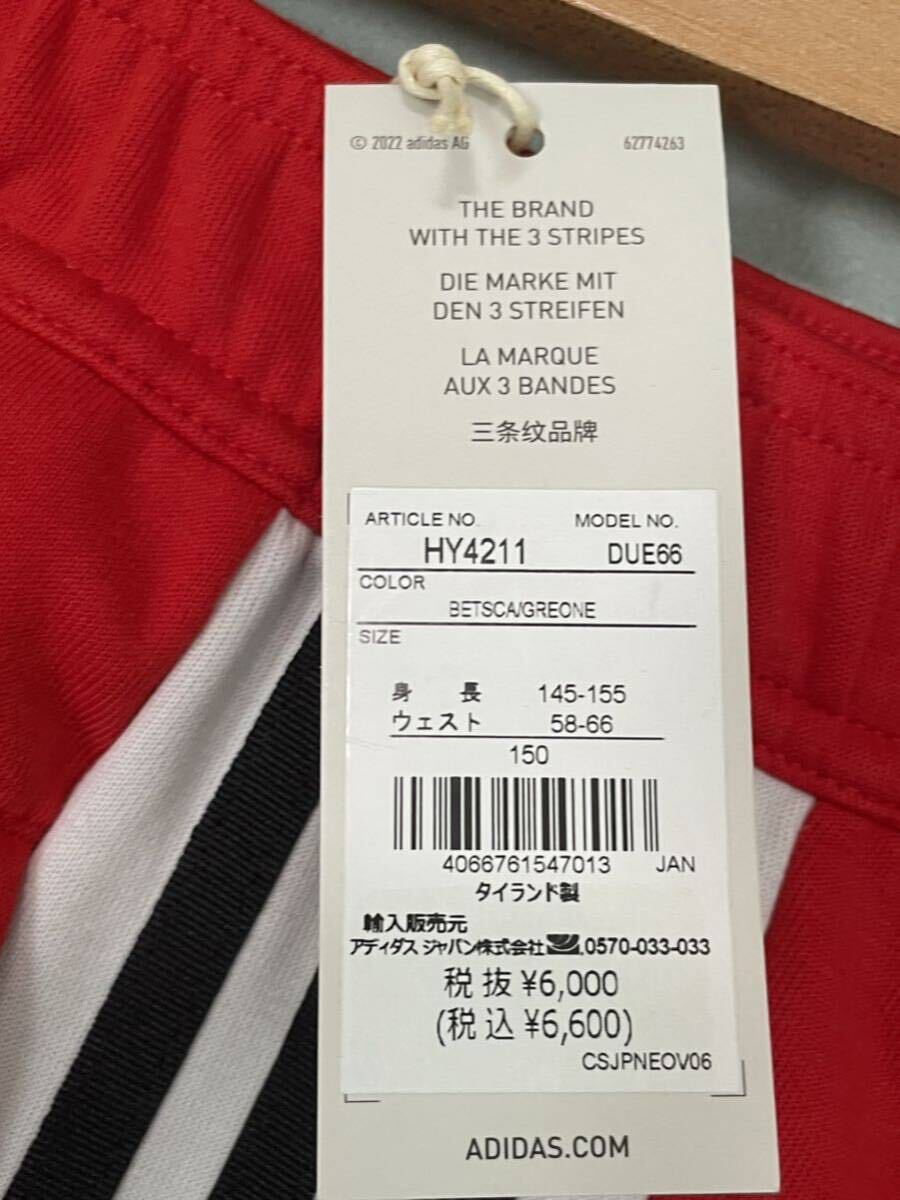 © 2022 adidas AG 62774263
THE BRAND
WITH THE 3 STRIPES
DIE MARKE MIT
DEN 3 STREIFEN
LA MARQUE
AUX 3 BANDES
三条纹品牌
ARTICLE NO. MODEL NO.
HY4211 DUE66
COLOR
BETSCA/GREONE
SIZE
身 長 145-155
ウェスト 58-66
150
4066761547013 JAN
タイランド製
輸入販売元
アディダス ジャパン株式会社 0570-033-033
税抜 ¥6,000
(税込 ¥6,600)
CSJPNEOV06
ADIDAS.COM